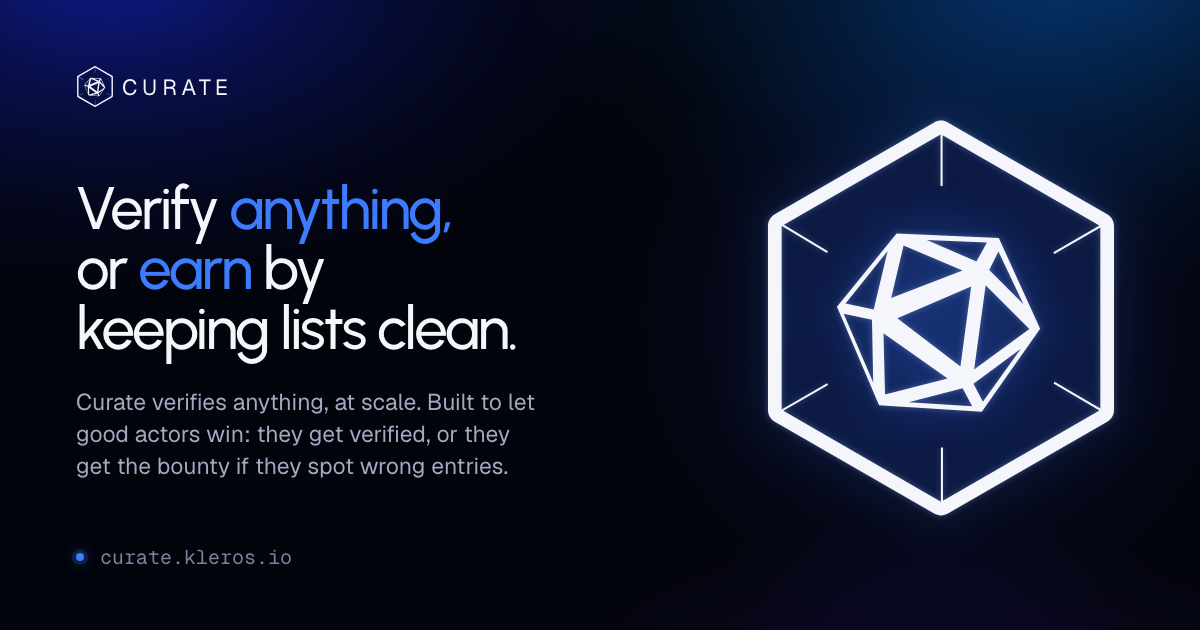 CURATE
Verify anything,
or earn by
keeping lists clean.
Curate verifies anything, at scale. Built to let
good actors win: they get verified, or they
get the bounty if they spot wrong entries.
curate.kleros.io